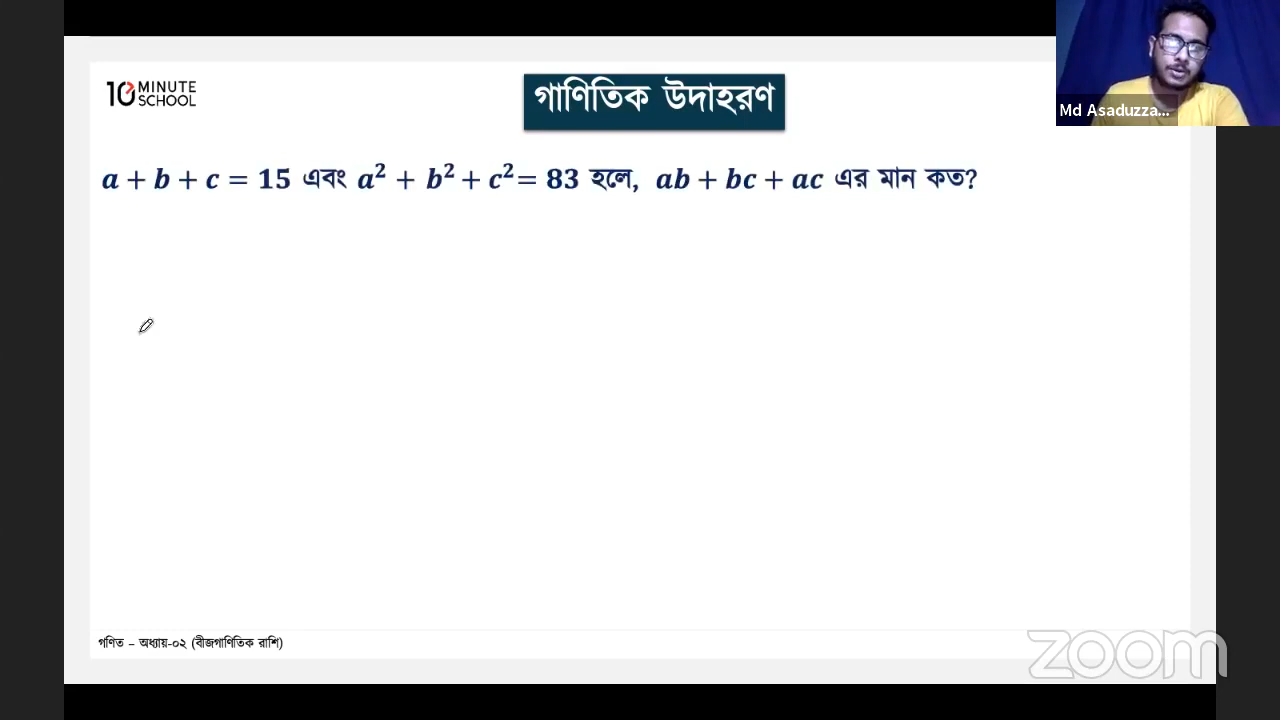 10 MINUTE SCHOOL
গাণিতিক উদাহরণ
Md Asaduzza...
a + b + c = 15 এবং a² + b² + c² = 83 হলে, ab + bc + ac এর মান কত?
গণিত – অধ্যায়-০২ (বীজগাণিতিক রাশি)
zoom